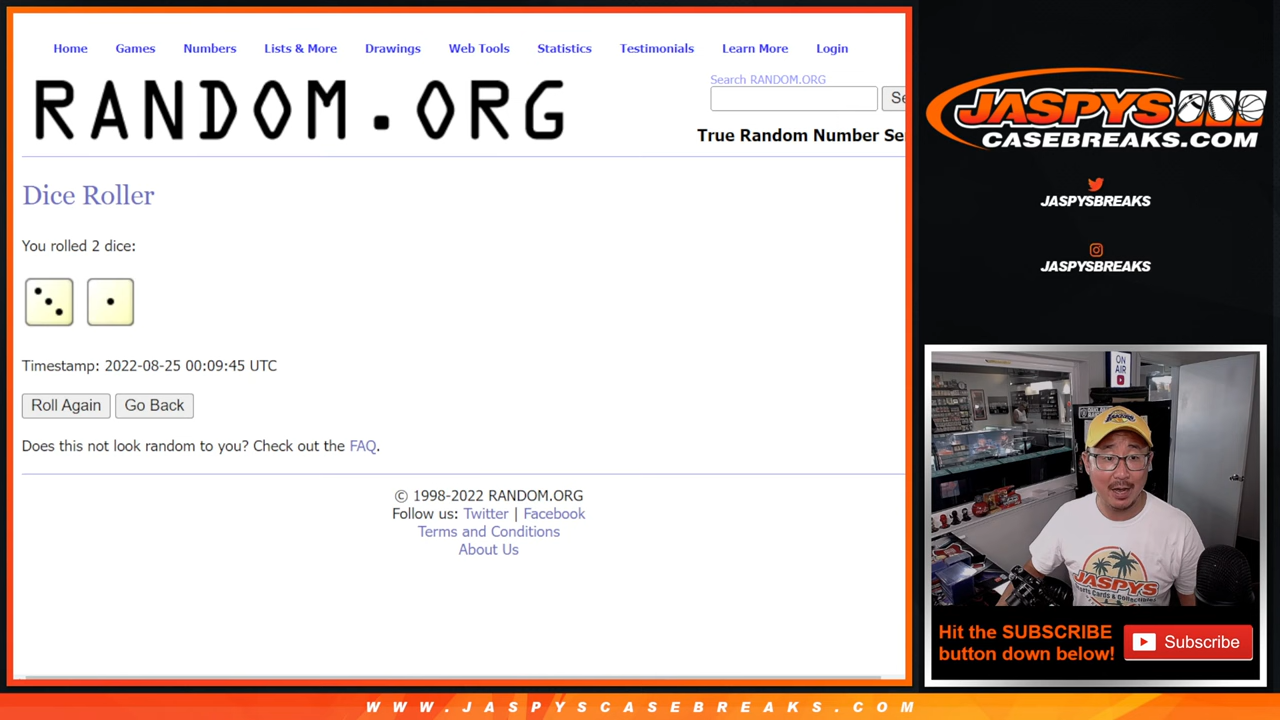 Home Games Numbers Lists & More Drawings Web Tools Statistics Testimonials Learn More Login
RANDOM.ORG
Search RANDOM.ORG
Se
True Random Number Se
Dice Roller
You rolled 2 dice:
Timestamp: 2022-08-25 00:09:45 UTC
Roll Again Go Back
Does this not look random to you? Check out the FAQ.
© 1998-2022 RANDOM.ORG
Follow us: Twitter | Facebook
Terms and Conditions
About Us
JASPYS
CASEBREAKS.COM
JASPYSBREAKS
JASPYSBREAKS
ON
AIR
JASPYS
Hit the SUBSCRIBE
button down below!
Subscribe
WWW.JASPYSCASEBREAKS.COM